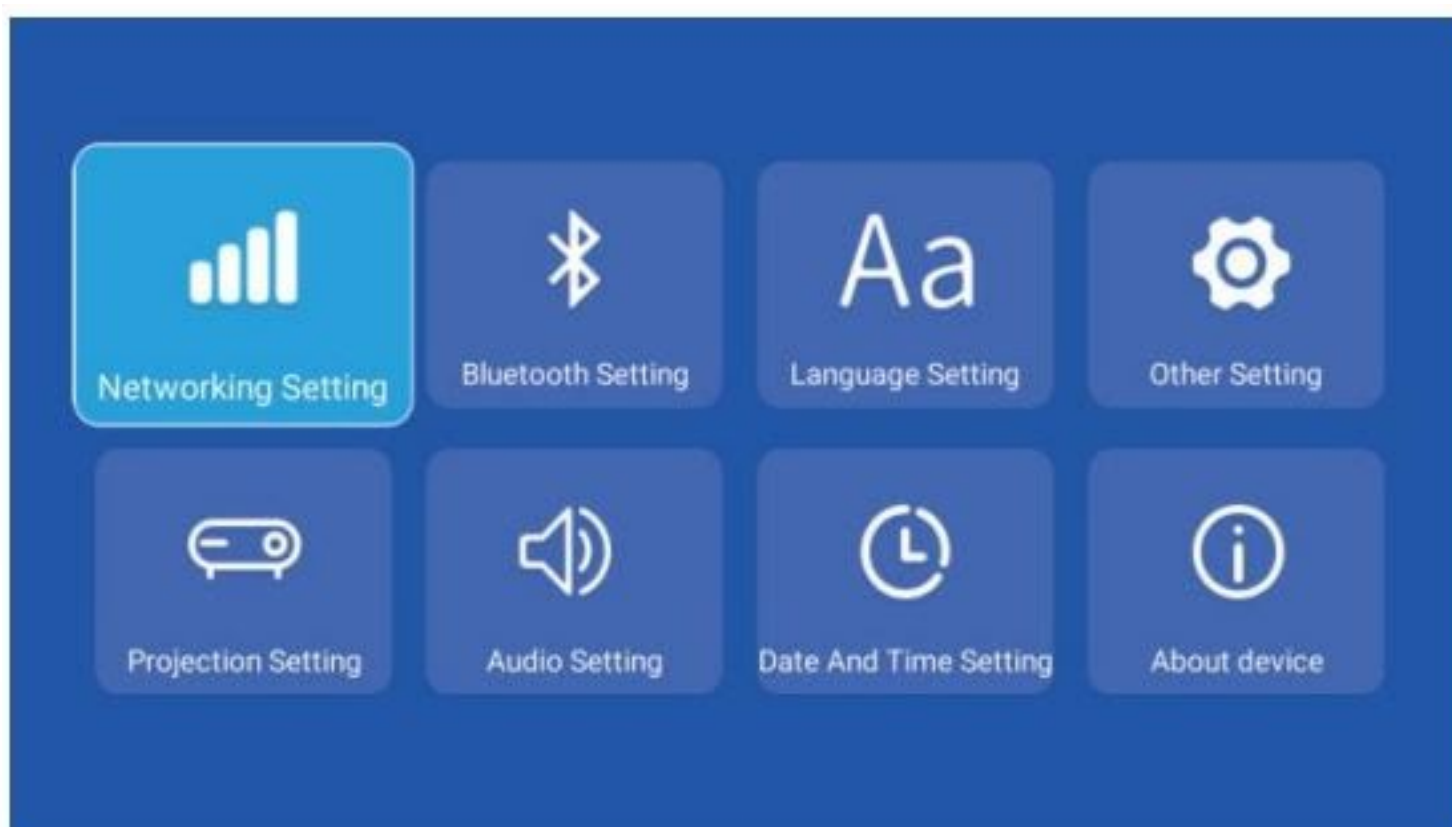 Networking Setting
Bluetooth Setting
Aa
Language Setting
Other Setting
Projection Setting
Audio Setting
Date And Time Setting
About device